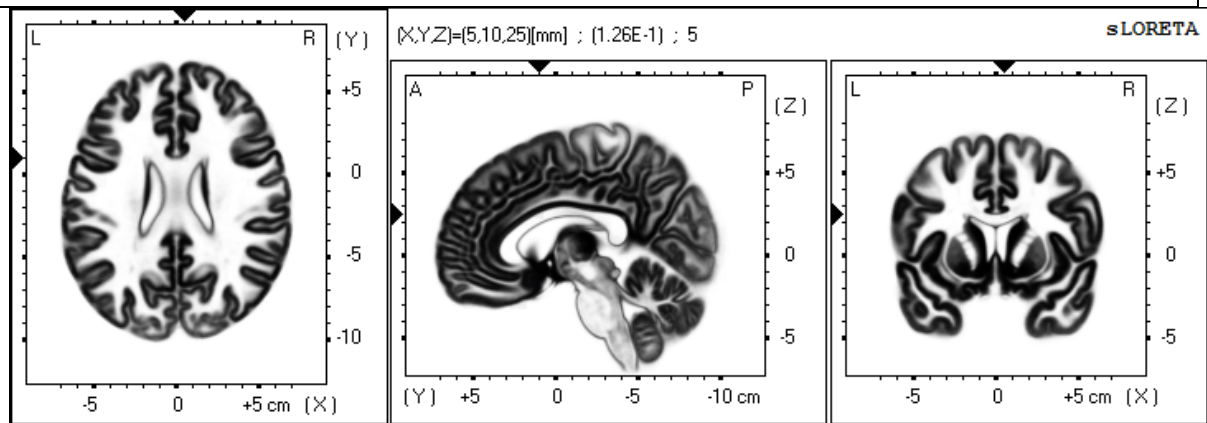 (X,Y,Z)=(5,10,25)[mm] ; (1.26E-1) ; 5
sLORETA
L R (Y)
+5
0
-5
-10
-5 0 +5 cm (X)
A P (Z)
+5
0
-5
(Y) +5 0 -5 -10 cm
L R (Z)
+5
0
-5
-5 0 +5 cm (X)